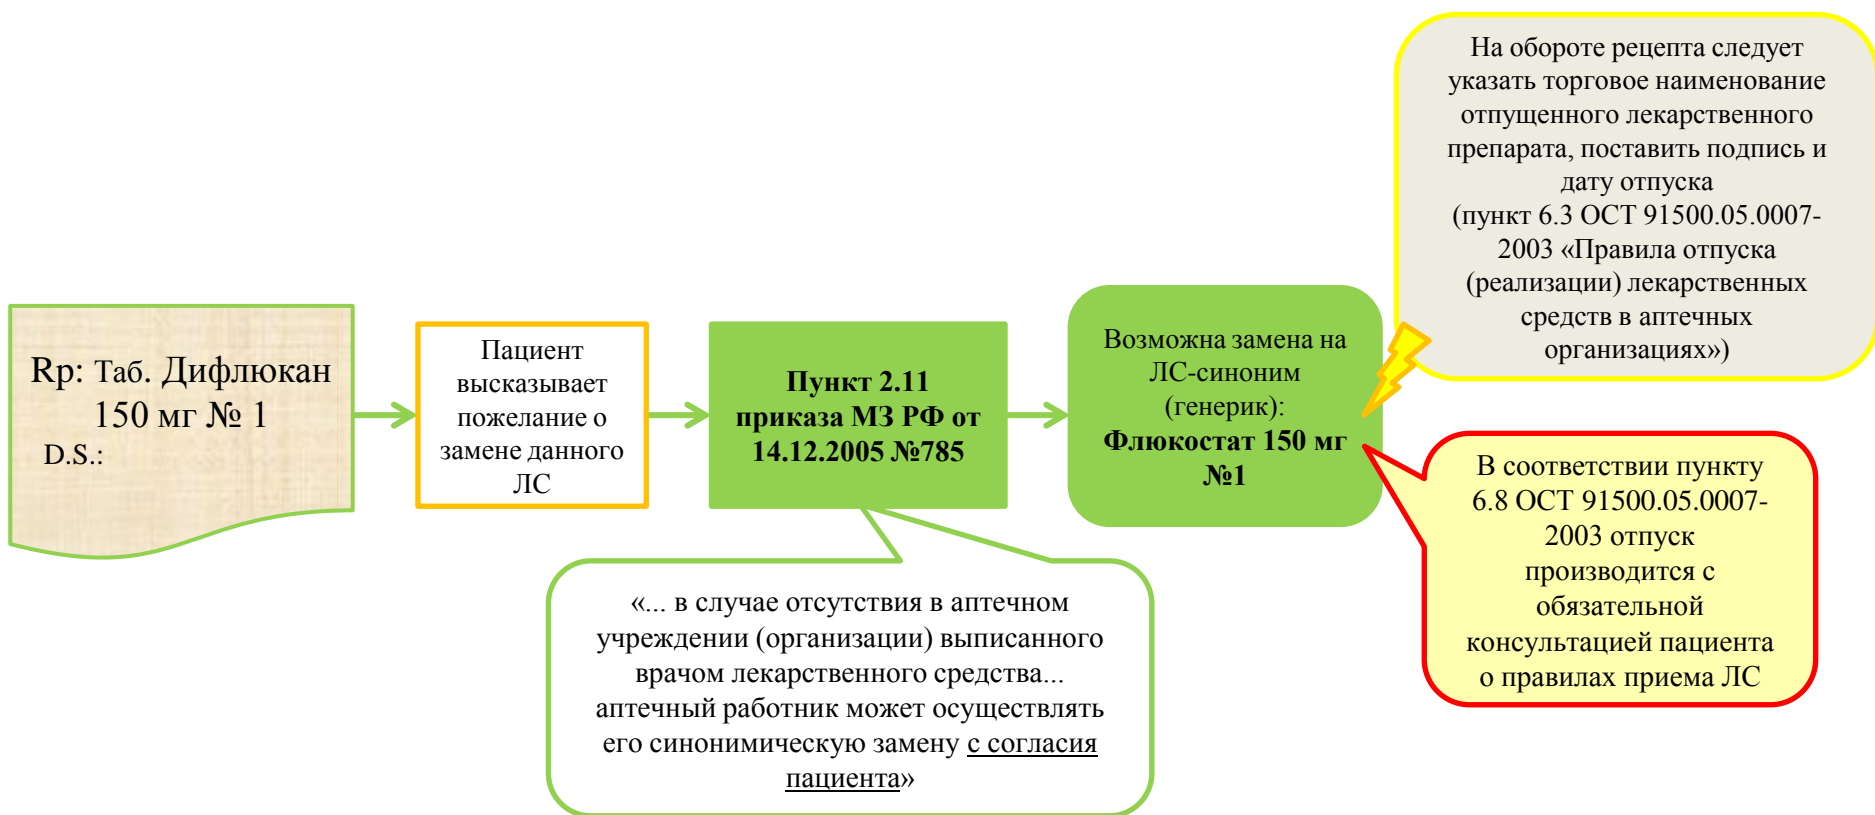 Rp: Таб. Дифлюкан
150 мг № 1
D.S.:
Пациент
высказывает
пожелание о
замене данного
ЛС
Пункт 2.11
приказа МЗ РФ от
14.12.2005 №785
«... в случае отсутствия в аптечном
учреждении (организации) выписанного
врачом лекарственного средства...
аптечный работник может осуществлять
его синонимическую замену с согласия
пациента»
Возможна замена на
ЛС-синоним
(генерик):
Флюкостат 150 мг
№1
На обороте рецепта следует
указать торговое наименование
отпущенного лекарственного
препарата, поставить подпись и
дату отпуска
(пункт 6.3 ОСТ 91500.05.0007-
2003 «Правила отпуска
(реализации) лекарственных
средств в аптечных
организациях»)
В соответствии пункту
6.8 ОСТ 91500.05.0007-
2003 отпуск
производится с
обязательной
консультацией пациента
о правилах приема ЛС